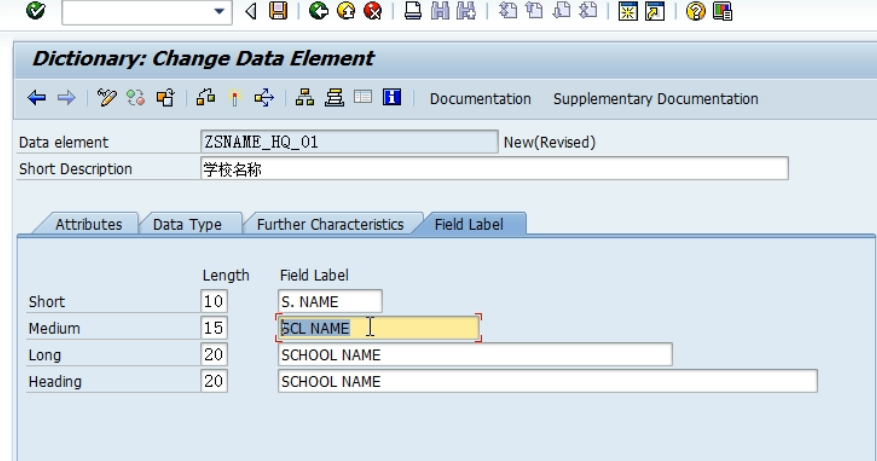 Dictionary: Change Data Element
Documentation Supplementary Documentation
Data element ZSNAME_HQ_01 New(Revised)
Short Description 学校名称
Attributes Data Type Further Characteristics Field Label
Length Field Label
Short 10 S. NAME
Medium 15 SCL NAME
Long 20 SCHOOL NAME
Heading 20 SCHOOL NAME